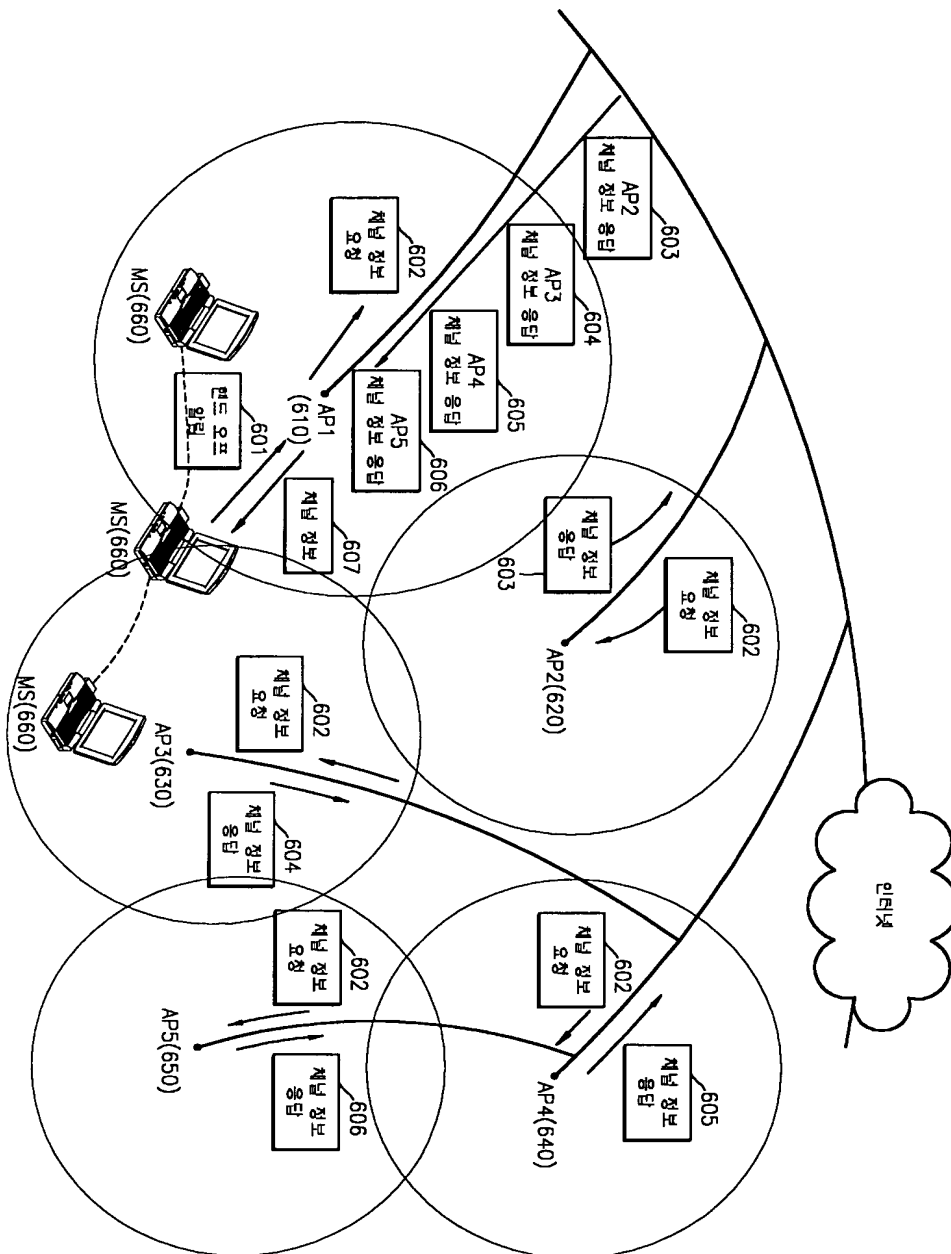 인터넷
603
AP2
채널 정보 응답
604
AP3
채널 정보 응답
605
AP4
채널 정보 응답
606
AP5
채널 정보 응답
602
채널 정보
요청
AP1
(610)
601
핸드 오프
알림
607
채널 정보
MS(660)
MS(660)
MS(660)
602
채널 정보
요청
603
채널 정보
응답
AP2(620)
602
채널 정보
요청
604
채널 정보
응답
AP3(630)
602
채널 정보
요청
605
채널 정보
응답
AP4(640)
602
채널 정보
요청
606
채널 정보
응답
AP5(650)